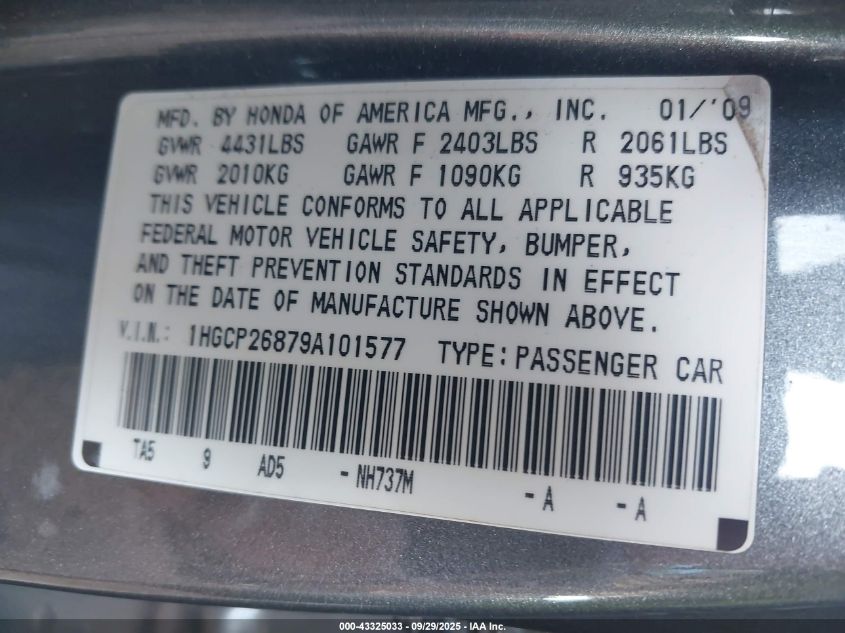 MFD. BY HONDA OF AMERICA MFG., INC. 01/'09
GVWR 4431LBS GAWR F 2403LBS R 2061LBS
GVWR 2010KG GAWR F 1090KG R 935KG
THIS VEHICLE CONFORMS TO ALL APPLICABLE
FEDERAL MOTOR VEHICLE SAFETY, BUMPER,
AND THEFT PREVENTION STANDARDS IN EFFECT
ON THE DATE OF MANUFACTURE SHOWN ABOVE.
V.I.N.: 1HGCP26879A101577 TYPE: PASSENGER CAR
TA5 9 AD5 - NH737M - A - A
000-43325033 - 09/29/2025 - IAA Inc.